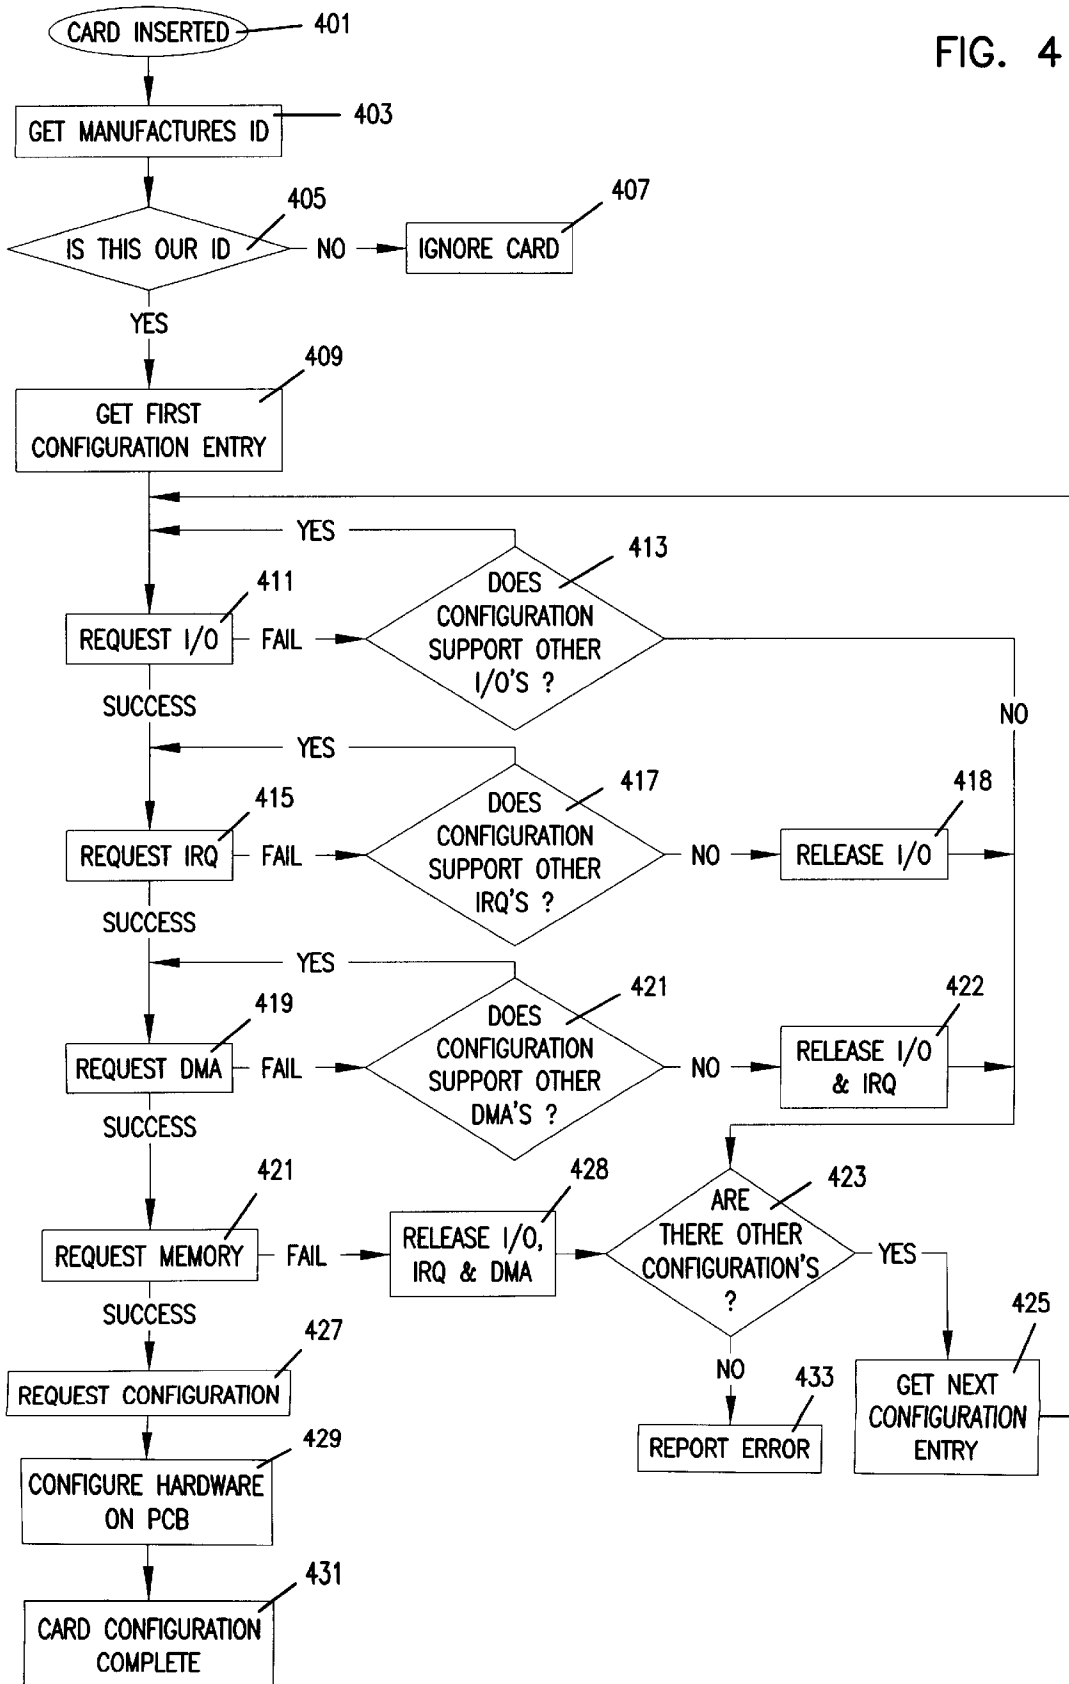 CARD INSERTED
401
FIG. 4
GET MANUFACTURES ID
403
IS THIS OUR ID
405
NO
IGNORE CARD
407
YES
GET FIRST
CONFIGURATION ENTRY
409
YES
REQUEST I/O
411
FAIL
DOES
CONFIGURATION
SUPPORT OTHER
I/O'S ?
413
NO
SUCCESS
YES
REQUEST IRQ
415
FAIL
DOES
CONFIGURATION
SUPPORT OTHER
IRQ'S ?
417
NO
RELEASE I/O
418
SUCCESS
YES
REQUEST DMA
419
FAIL
DOES
CONFIGURATION
SUPPORT OTHER
DMA'S ?
421
NO
RELEASE I/O
& IRQ
422
SUCCESS
REQUEST MEMORY
421
FAIL
RELEASE I/O,
IRQ & DMA
428
ARE
THERE OTHER
CONFIGURATION'S
?
423
YES
SUCCESS
NO
GET NEXT
CONFIGURATION
ENTRY
425
REQUEST CONFIGURATION
427
REPORT ERROR
433
CONFIGURE HARDWARE
ON PCB
429
CARD CONFIGURATION
COMPLETE
431